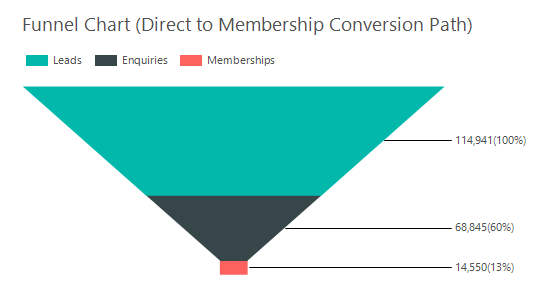 Funnel Chart (Direct to Membership Conversion Path)
Leads Enquiries Memberships
114,941(100%)
68,845(60%)
14,550(13%)